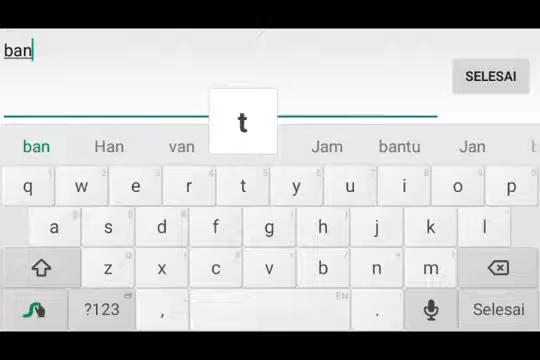 ban
SELESAI
t
ban Han van Jam bantu Jan
q w e r t y u i o p
a s d f g h j k l
z x c v b n m
?123 , EN . Selesai